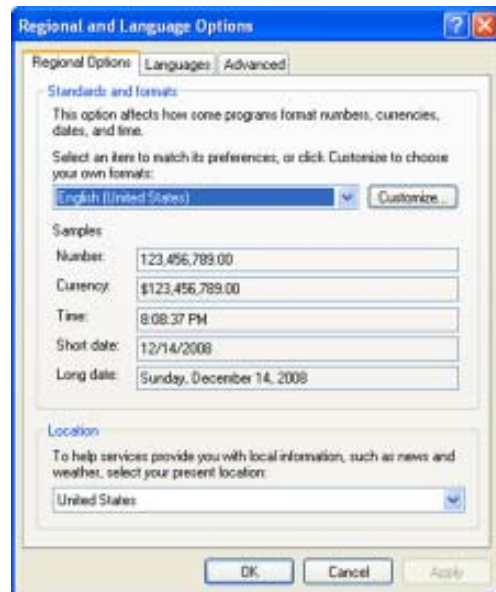 Regional and Language Options
Regional Options Languages Advanced
Standards and formats
This option affects how some programs format numbers, currencies,
dates, and time.
Select an item to match its preferences, or click Customize to choose
your own formats:
English (United States) Customize...
Samples
Number: 123,456,789.00
Currency: $123,456,789.00
Time: 8:08:37 PM
Short date: 12/14/2008
Long date: Sunday, December 14, 2008
Location
To help services provide you with local information, such as news and
weather, select your present location:
United States
OK Cancel Apply